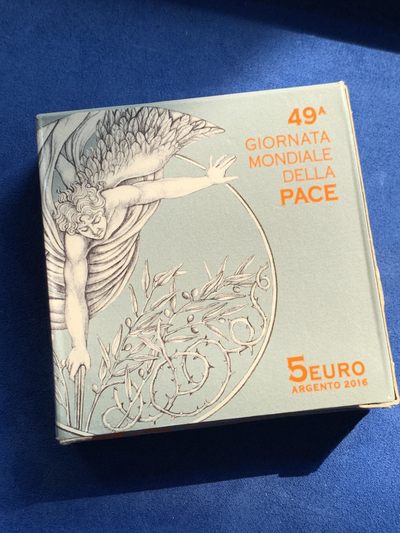 49ᴬ
GIORNATA
MONDIALE
DELLA
PACE
5EURO
ARGENTO 2016